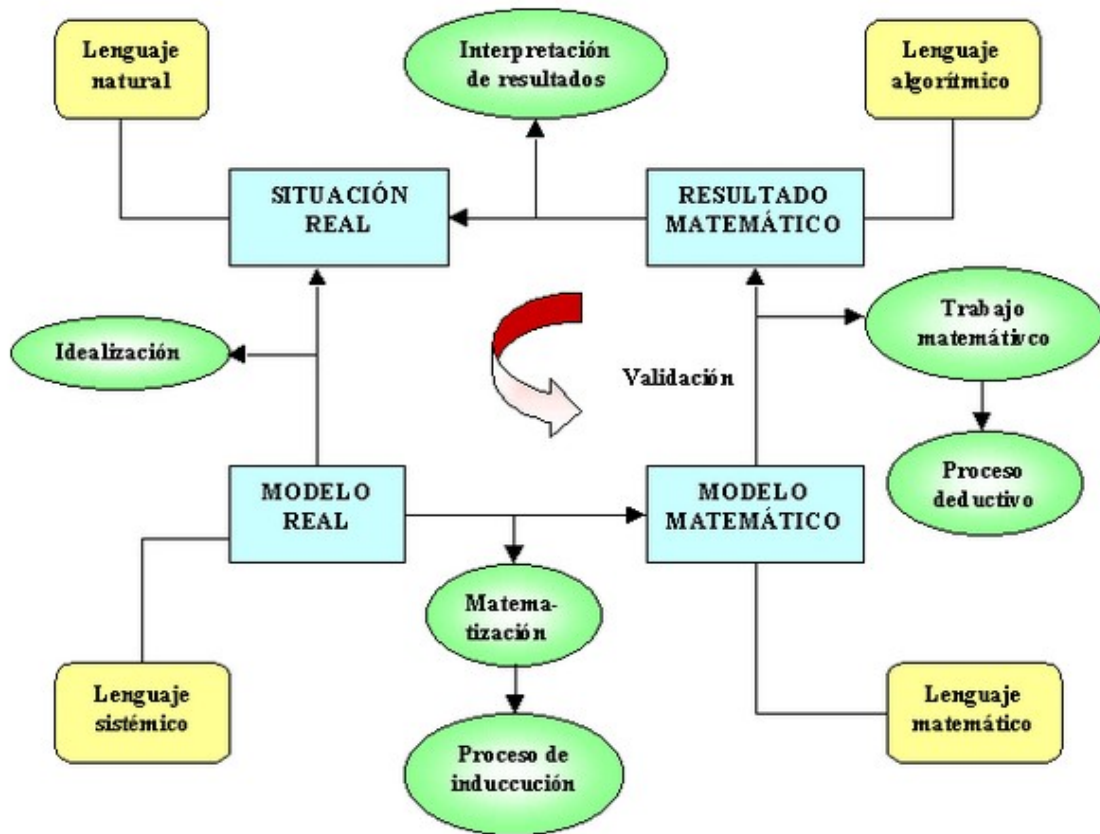 Lenguaje
natural
Interpretación
de resultados
Lenguaje
algorítmico
SITUACIÓN
REAL
RESULTADO
MATEMÁTICO
Idealización
Trabajo
matemátivco
Validación
Proceso
deductivo
MODELO
REAL
MODELO
MATEMÁTICO
Matema-
tización
Lenguaje
sistémico
Lenguaje
matemático
Proceso de
induccución